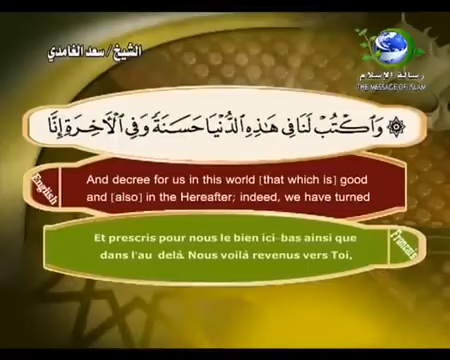 الشيخ / سعد الغامدي
رسالة الإسلام
THE MESSAGE OF ISLAM
۞ وَاكْتُبْ لَنَا فِي هَٰذِهِ الدُّنْيَا حَسَنَةً وَفِي الْآخِرَةِ إِنَّا
English
And decree for us in this world [that which is] good
and [also] in the Hereafter; indeed, we have turned
Et prescris pour nous le bien ici-bas ainsi que
dans l'au delà. Nous voilà revenus vers Toi,
Francais